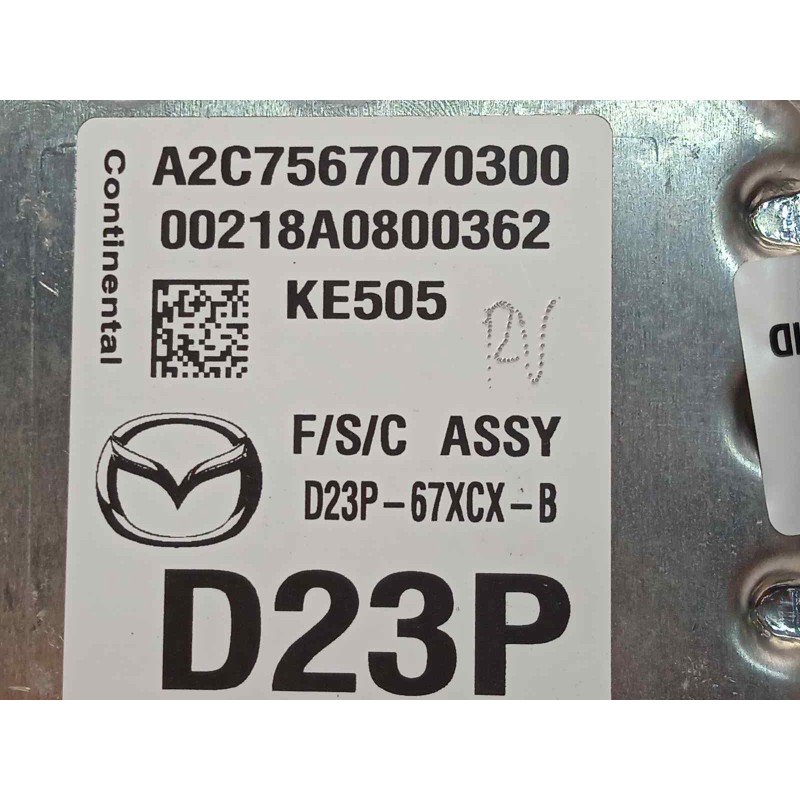 Continental
A2C7567070300
00218A0800362
KE505
F/S/C ASSY
D23P-67XCX-B
D23P